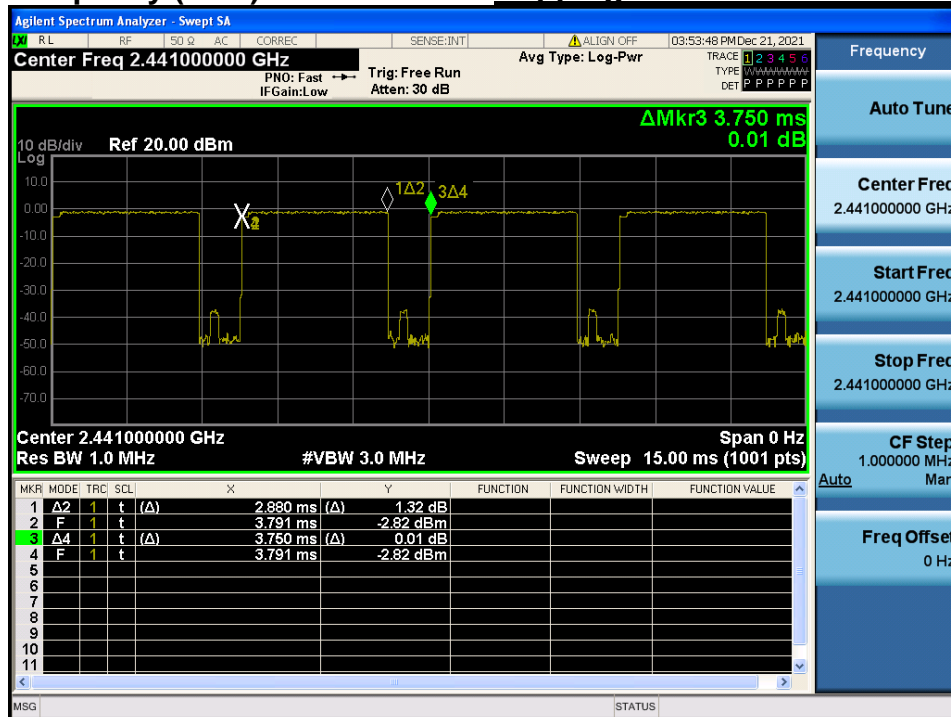 Agilent Spectrum Analyzer - Swept SA
LXI RL RF 50 Ω AC CORREC SENSE:INT ALIGN OFF 03:53:48 PM Dec 21, 2021
Center Freq 2.441000000 GHz Avg Type: Log-Pwr TRACE 1 2 3 4 5 6
PNO: Fast Trig: Free Run TYPE
IFGain:Low Atten: 30 dB DET P P P P P P
Frequency
Auto Tune
ΔMkr3 3.750 ms
0.01 dB
10 dB/div Ref 20.00 dBm
Log
10.0
0.00
-10.0
-20.0
-30.0
-40.0
-50.0
-60.0
-70.0
1Δ2 3Δ4
Center Freq
2.441000000 GHz
Start Freq
2.441000000 GHz
Stop Freq
2.441000000 GHz
CF Step
1.000000 MHz
Auto Man
Freq Offset
0 Hz
Center 2.441000000 GHz Span 0 Hz
Res BW 1.0 MHz #VBW 3.0 MHz Sweep 15.00 ms (1001 pts)
MKR MODE TRC SCL X Y FUNCTION FUNCTION WIDTH FUNCTION VALUE
1 Δ2 1 t (Δ) 2.880 ms (Δ) 1.32 dB
2 F 1 t 3.791 ms -2.82 dBm
3 Δ4 1 t (Δ) 3.750 ms (Δ) 0.01 dB
4 F 1 t 3.791 ms -2.82 dBm
5
6
7
8
9
10
11
MSG STATUS